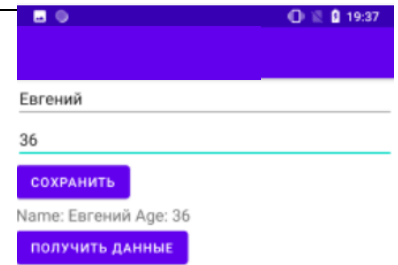 19:37
Евгений
36
СОХРАНИТЬ
Name: Евгений Age: 36
ПОЛУЧИТЬ ДАННЫЕ